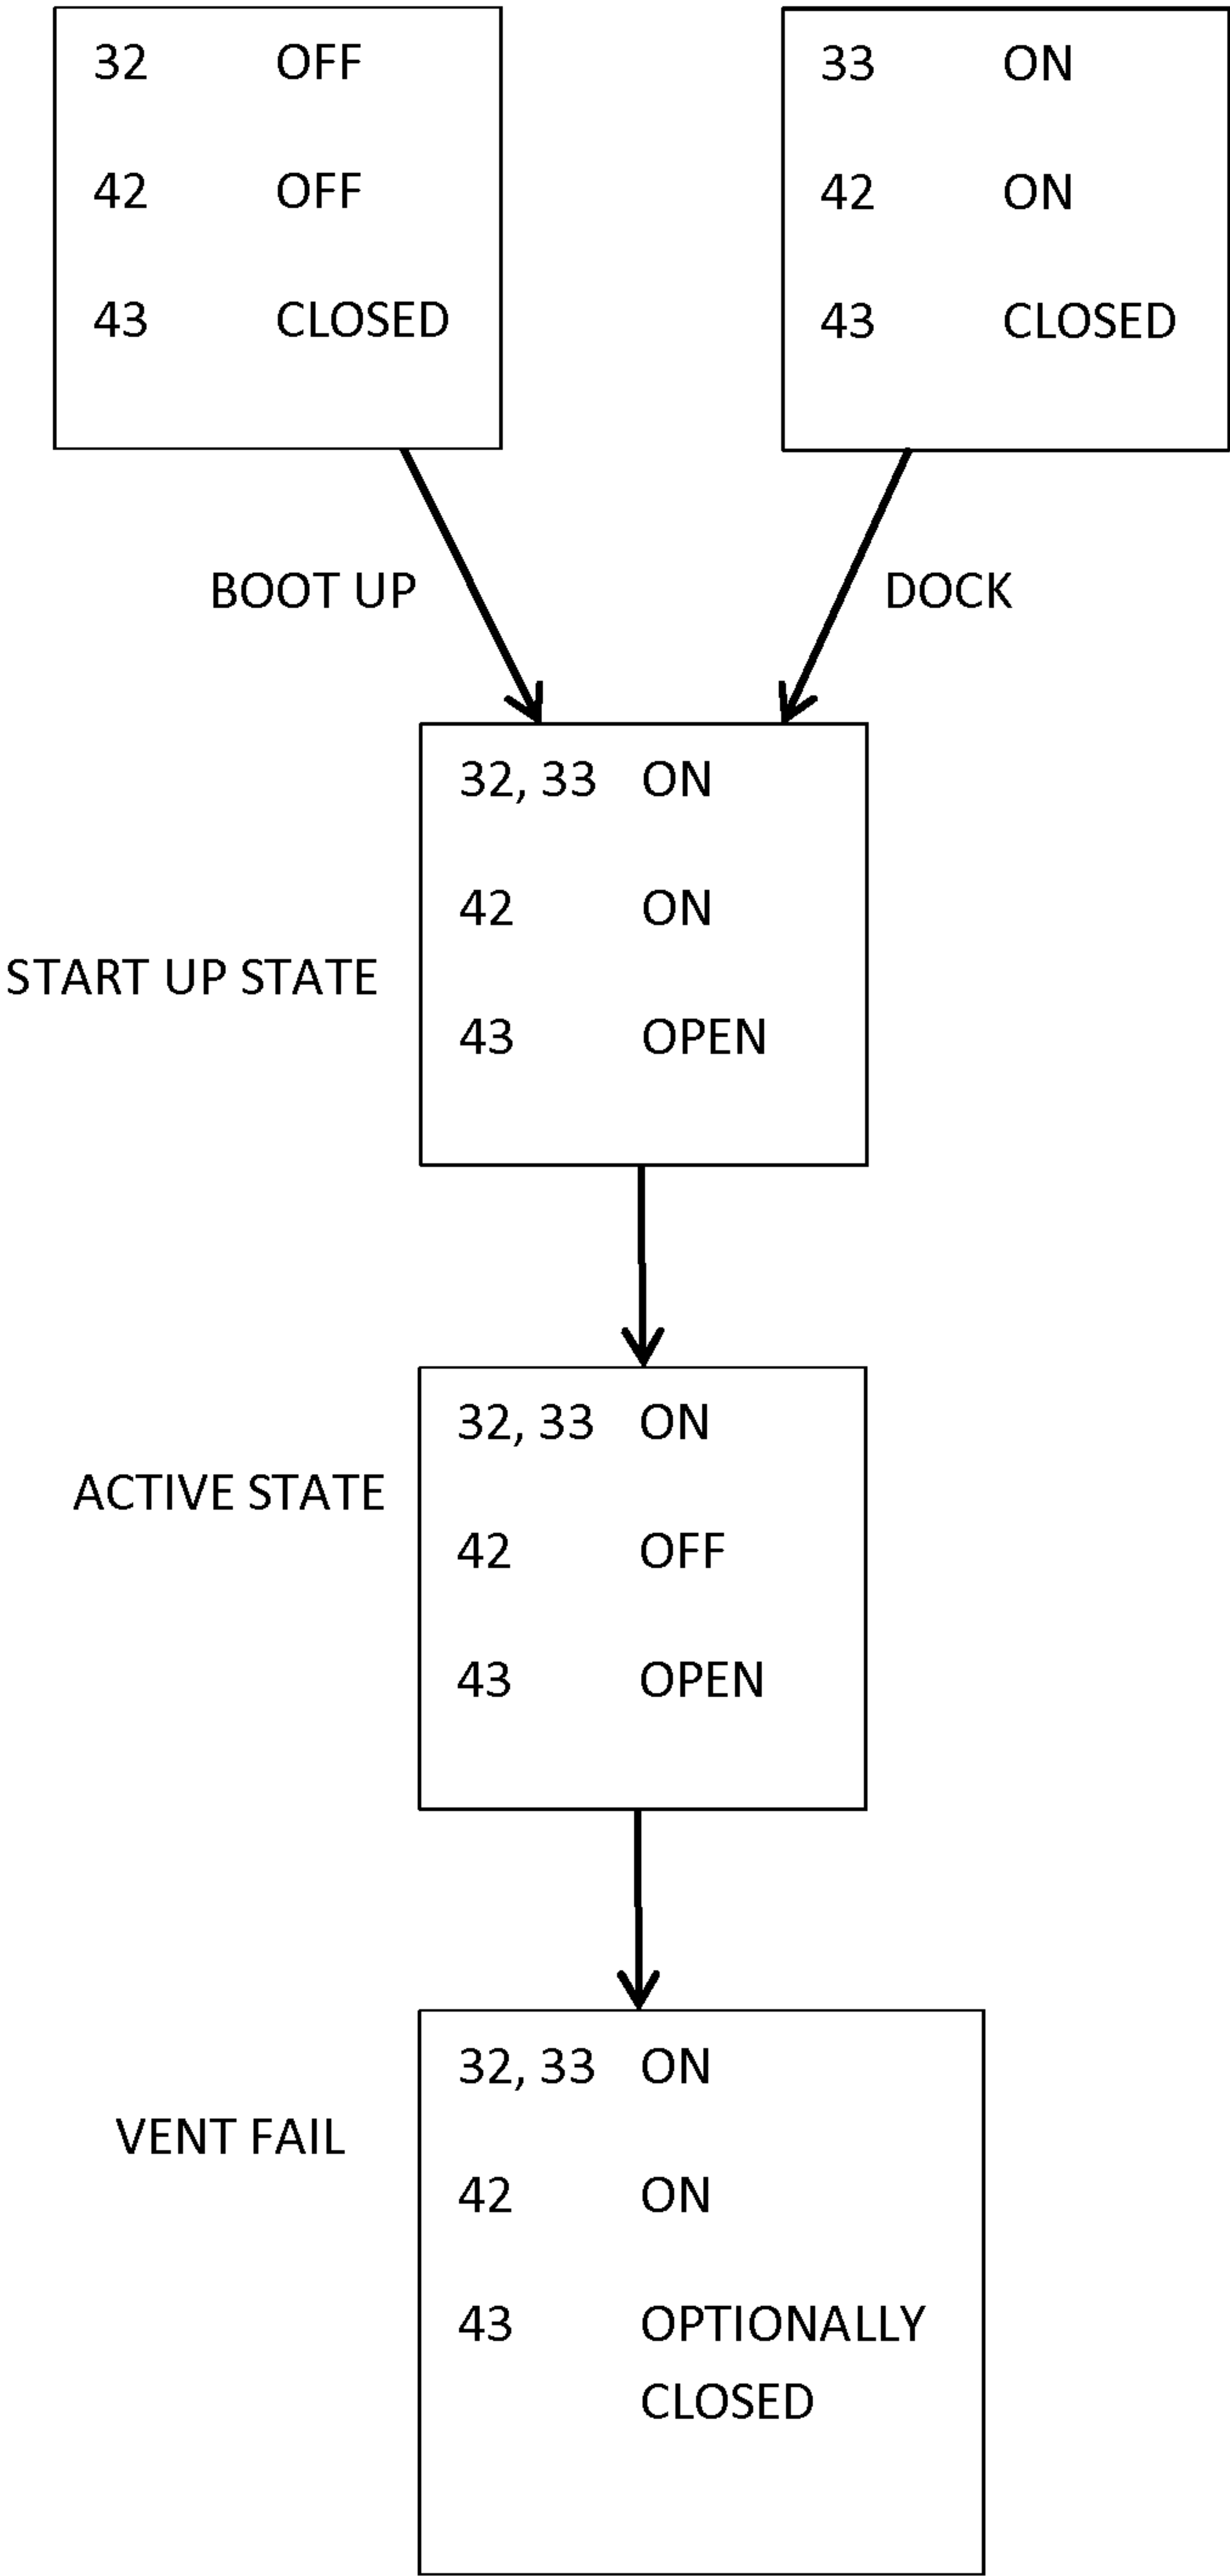 32 OFF
42 OFF
43 CLOSED
33 ON
42 ON
43 CLOSED
BOOT UP
DOCK
32, 33 ON
42 ON
START UP STATE
43 OPEN
32, 33 ON
ACTIVE STATE
42 OFF
43 OPEN
32, 33 ON
VENT FAIL
42 ON
43 OPTIONALLY
CLOSED